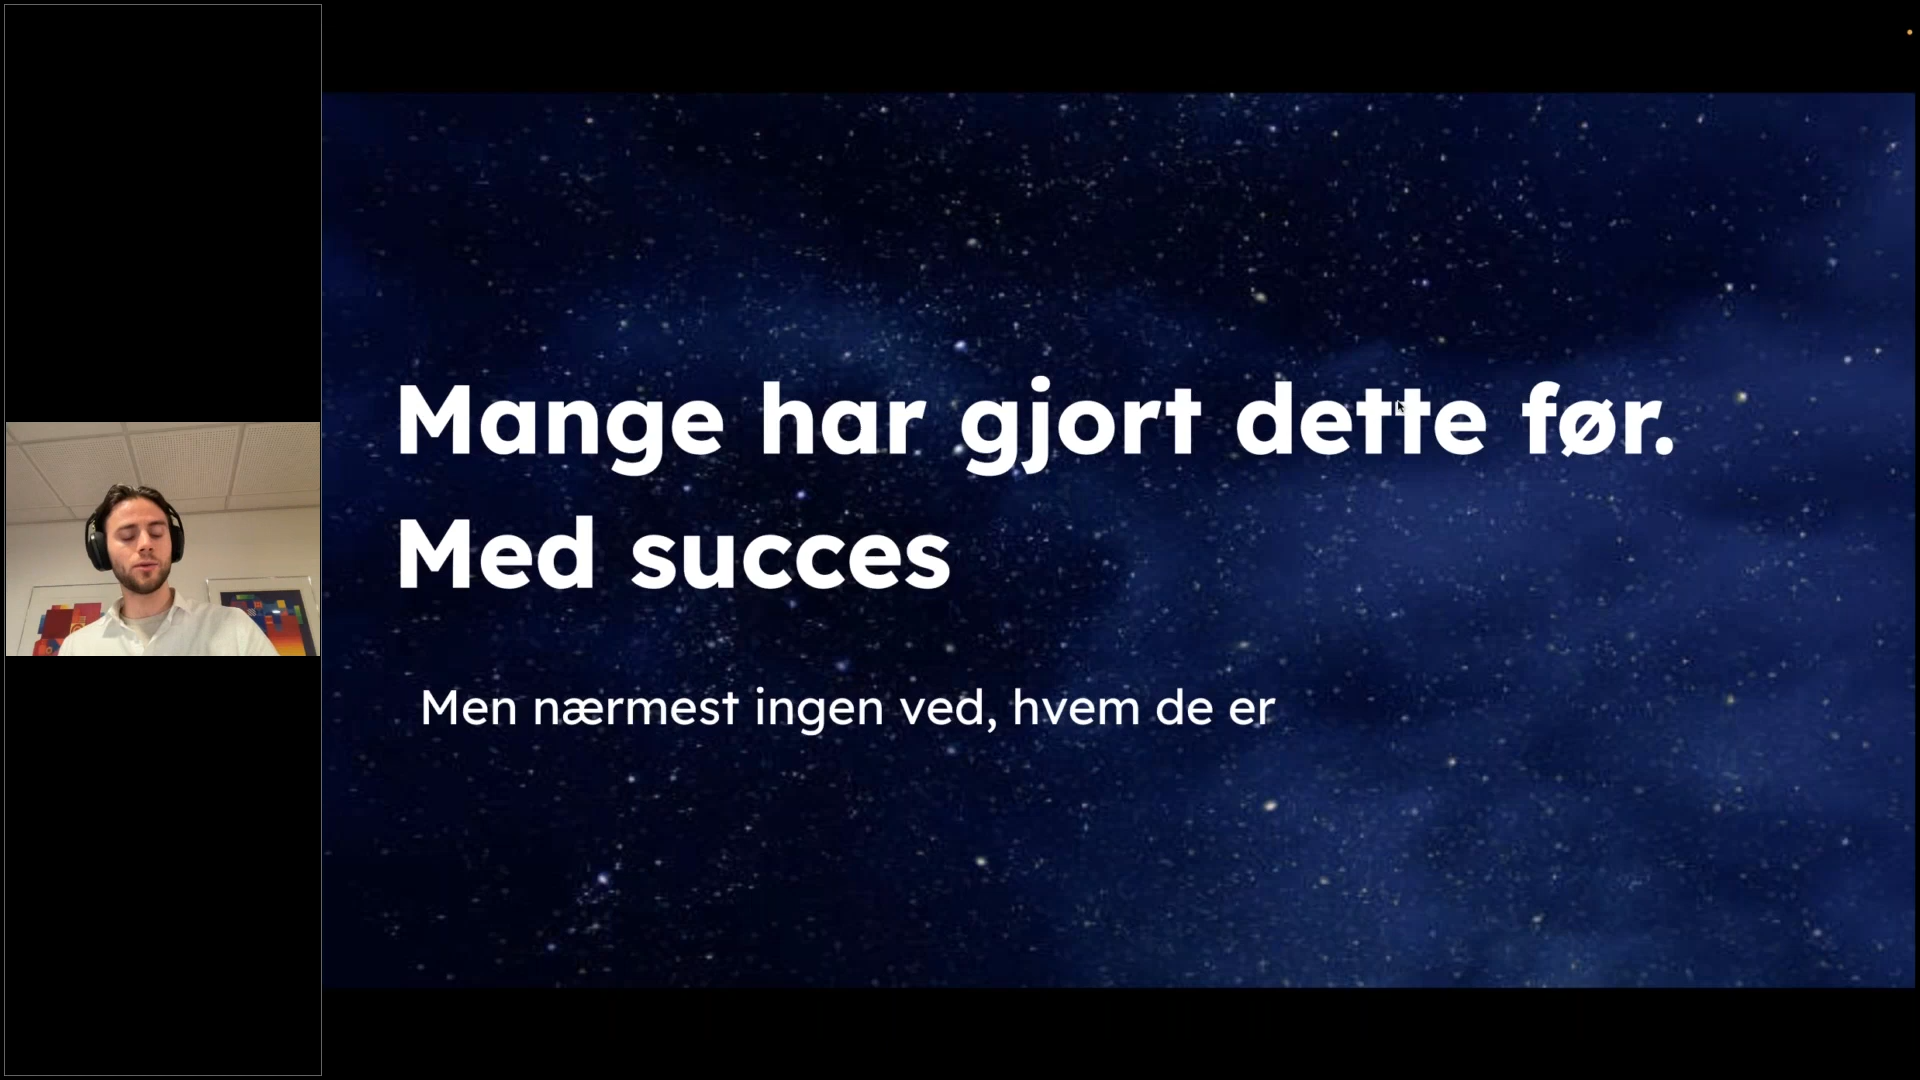 Mange har gjort dette før.
Med succes
Men nærmest ingen ved, hvem de er